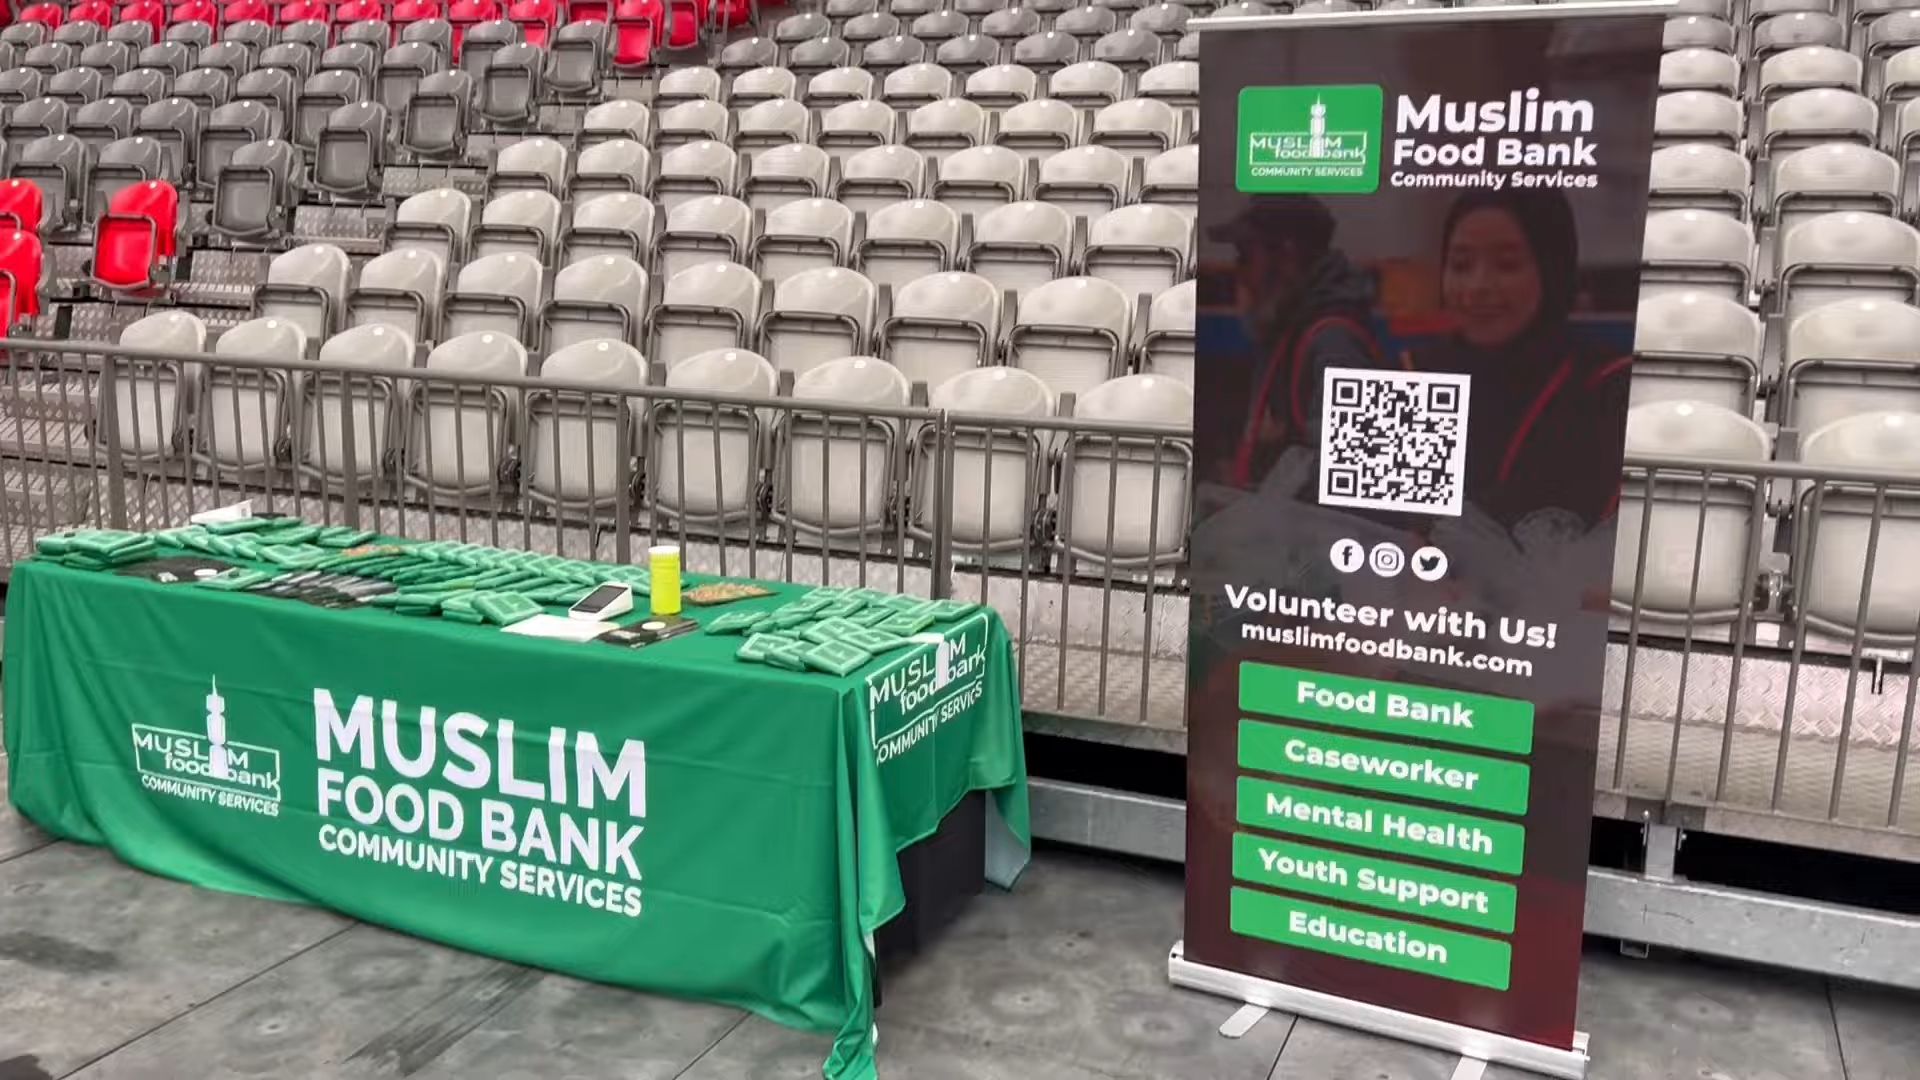 MUSLIM
food bank
COMMUNITY SERVICES
Muslim
Food Bank
Community Services
Volunteer with Us!
muslimfoodbank.com
Food Bank
Caseworker
Mental Health
Youth Support
Education
MUSLIM
food bank
COMMUNITY SERVICES
MUSLIM
FOOD BANK
COMMUNITY SERVICES
MUSLIM
food bank
COMMUNITY SERVICES